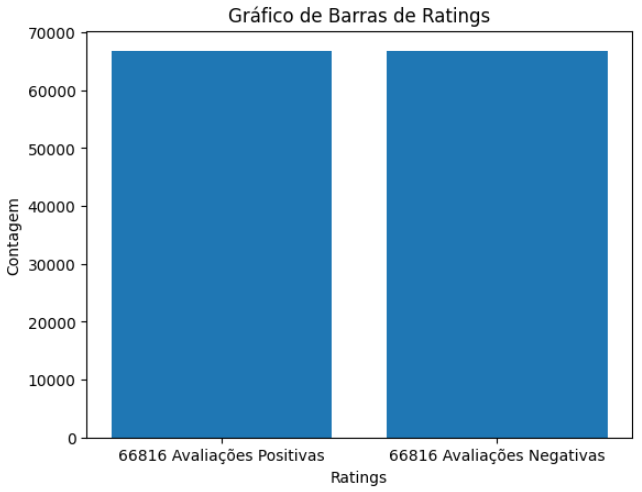 Gráfico de Barras de Ratings
70000
60000
50000
40000
30000
20000
10000
0
Contagem
66816 Avaliações Positivas
66816 Avaliações Negativas
Ratings